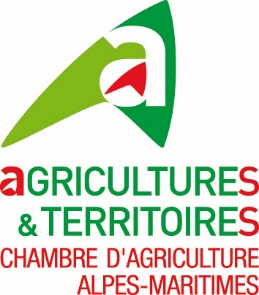 a
aGRICULTURES
& TERRITOIRES
CHAMBRE D'AGRICULTURE
ALPES-MARITIMES